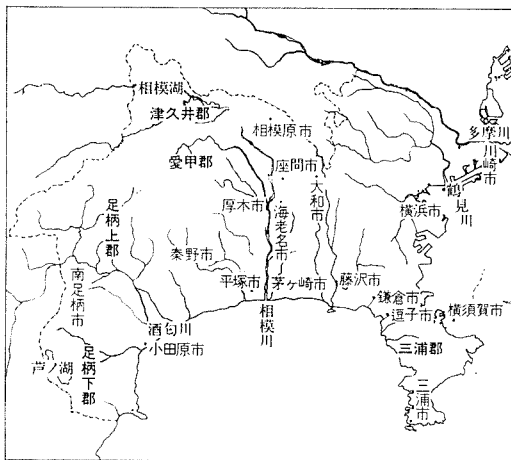 相模湖
津久井郡
相模原市
多摩川
川崎市
愛甲郡
座間市
大和市
鶴見川
横浜市
厚木市
海老名市
足柄上郡
秦野市
平塚市
茅ヶ崎市
藤沢市
鎌倉市
逗子市
横須賀市
南足柄市
酒匂川
相模川
小田原市
三浦郡
芦ノ湖
足柄下郡
三浦市